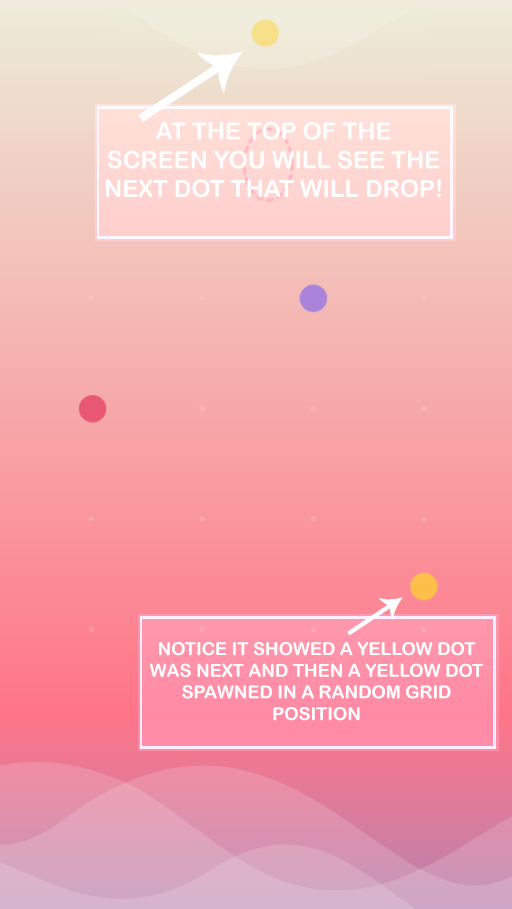 AT THE TOP OF THE
SCREEN YOU WILL SEE THE
NEXT DOT THAT WILL DROP!
NOTICE IT SHOWED A YELLOW DOT
WAS NEXT AND THEN A YELLOW DOT
SPAWNED IN A RANDOM GRID
POSITION